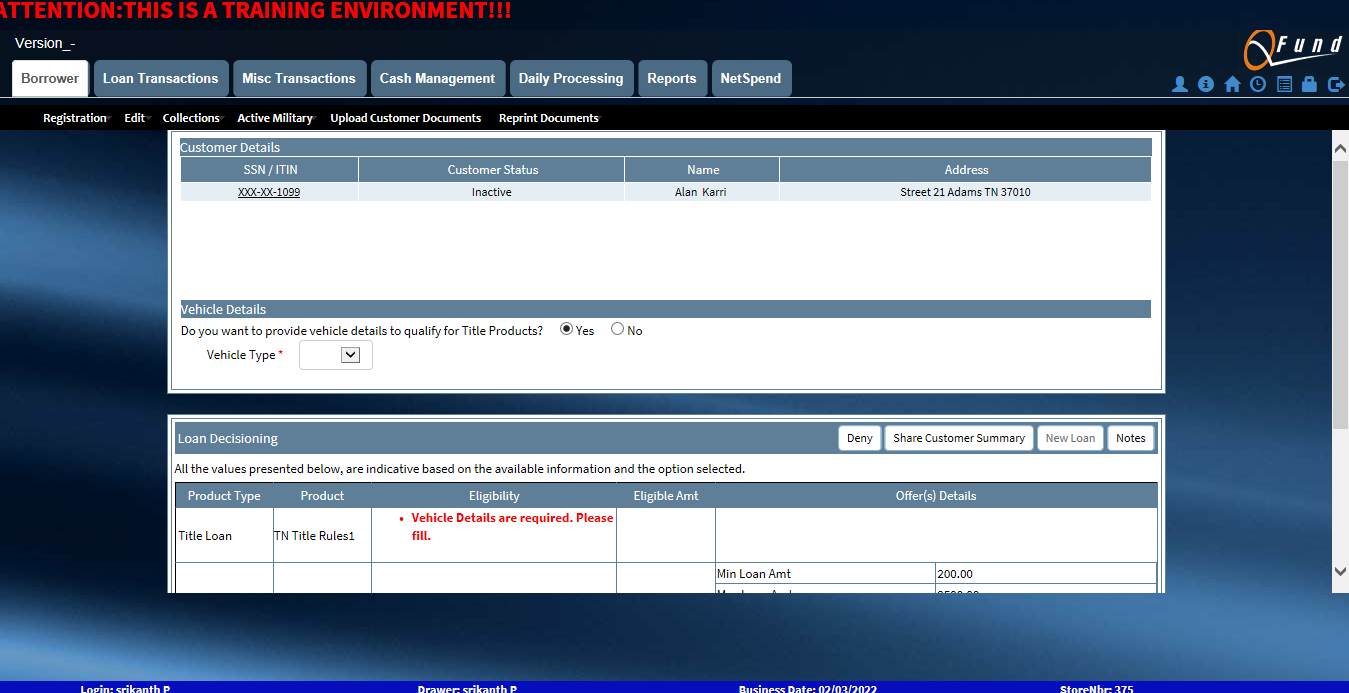 ATTENTION:THIS IS A TRAINING ENVIRONMENT!!!
Version_-
QFund
Borrower Loan Transactions Misc Transactions Cash Management Daily Processing Reports NetSpend
Registration Edit Collections Active Military Upload Customer Documents Reprint Documents
Customer Details
SSN / ITIN Customer Status Name Address
XXX-XX-1099 Inactive Alan Karri Street 21 Adams TN 37010
Vehicle Details
Do you want to provide vehicle details to qualify for Title Products? Yes No
Vehicle Type *
Loan Decisioning Deny Share Customer Summary New Loan Notes
All the values presented below, are indicative based on the available information and the option selected.
Product Type Product Eligibility Eligible Amt Offer(s) Details
Title Loan TN Title Rules1 • Vehicle Details are required. Please
fill.
Min Loan Amt 200.00
Login: srikanth P Drawer: srikanth P Business Date: 02/03/2022 StoreNbr: 375